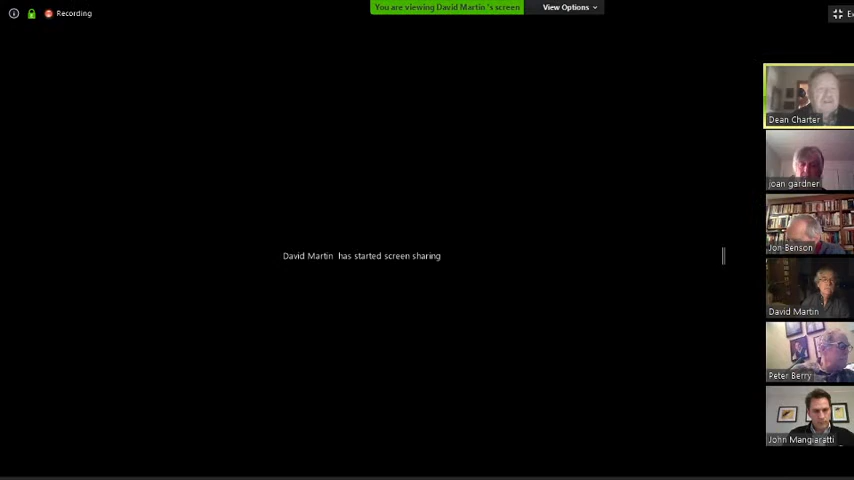 Recording
You are viewing David Martin 's screen
View Options
Ex
Dean Charter
joan gardner
Jon Benson
David Martin has started screen sharing
David Martin
Peter Berry
John Mangiaratti